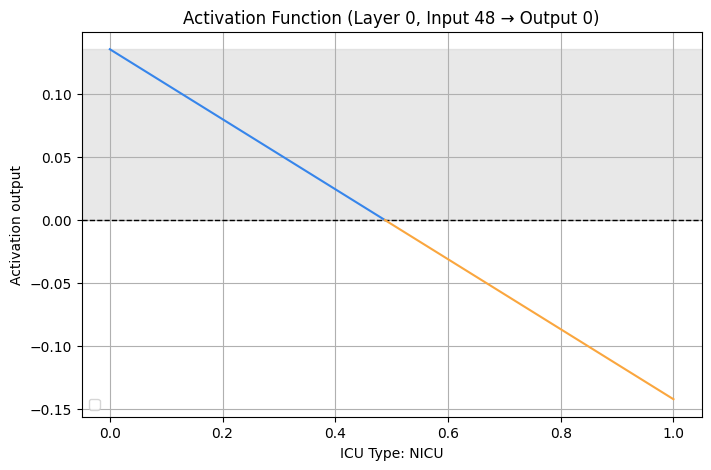 Activation Function (Layer 0, Input 48 → Output 0)
Activation output
0.10
0.05
0.00
−0.05
−0.10
−0.15
0.0 0.2 0.4 0.6 0.8 1.0
ICU Type: NICU